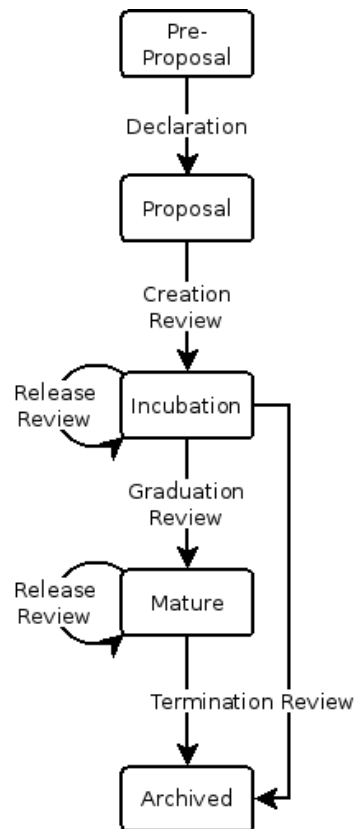 Pre-
Proposal
Declaration
Proposal
Creation
Review
Release
Review
Incubation
Graduation
Review
Release
Review
Mature
Termination Review
Archived